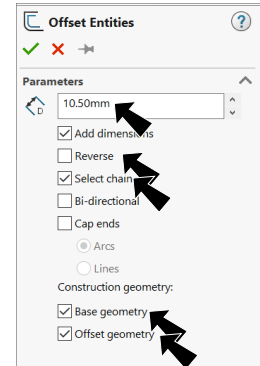 Offset Entities
?
Parameters
D
10.50mm
Add dimensions
Reverse
Select chain
Bi-directional
Cap ends
Arcs
Lines
Construction geometry:
Base geometry
Offset geometry